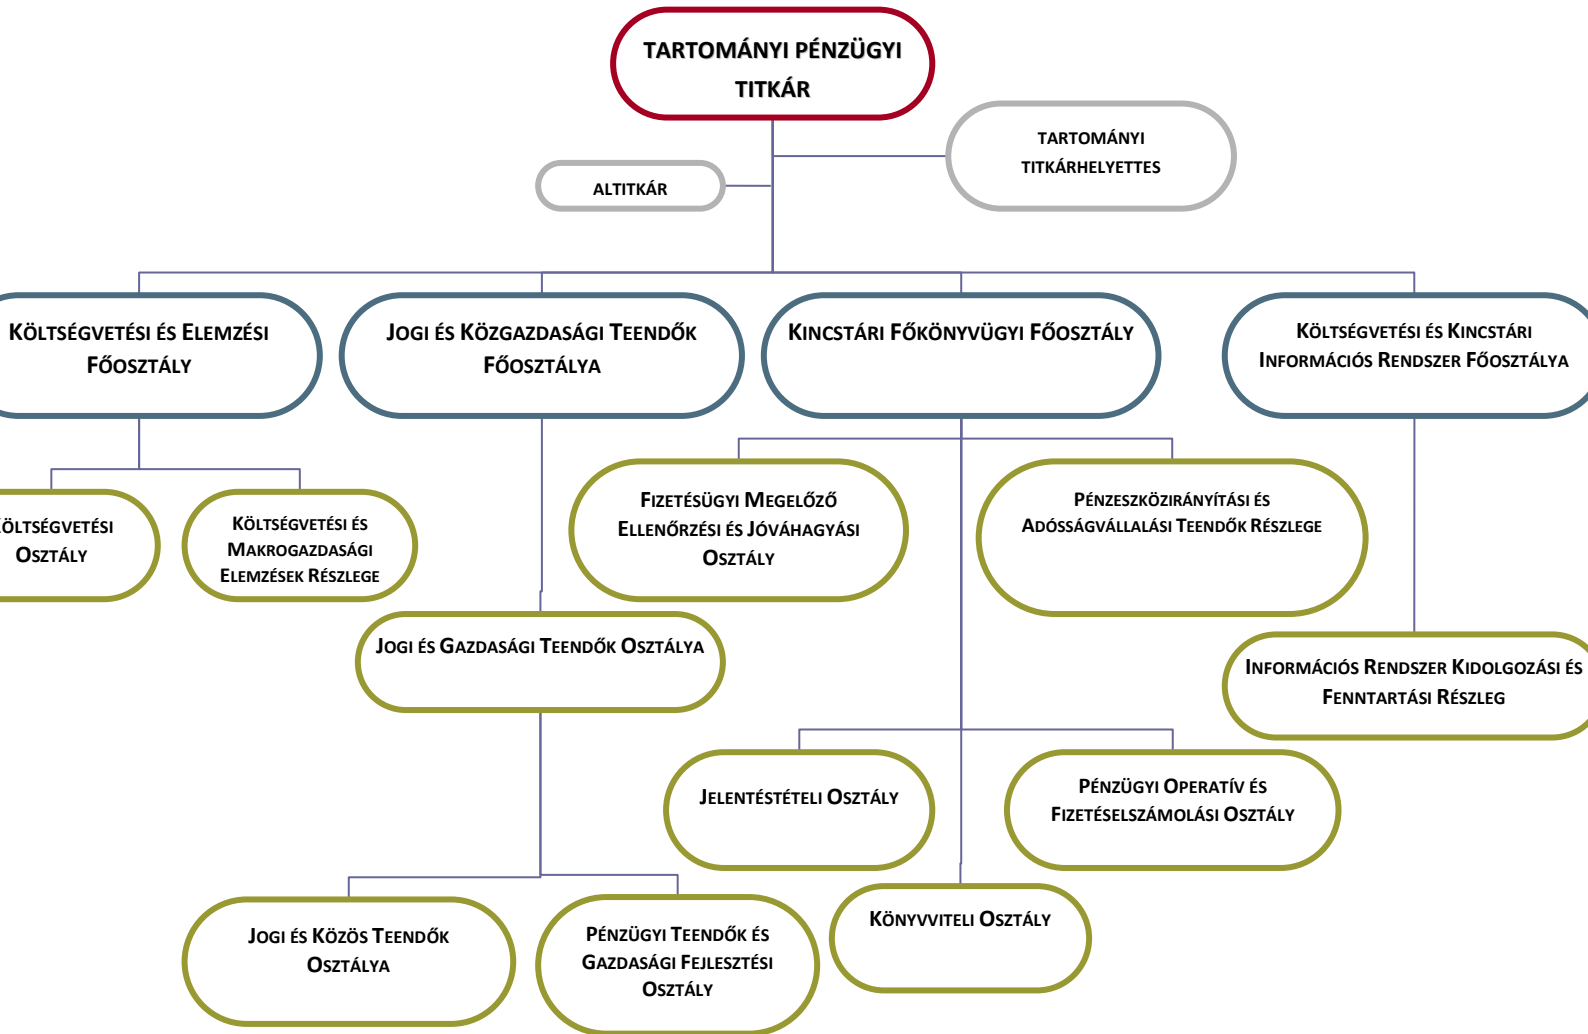 TARTOMÁNYI PÉNZÜGYI
TITKÁR
TARTOMÁNYI
TITKÁRHELYETTES
ALTITKÁR
KÖLTSÉGVETÉSI ÉS ELEMZÉSI
FŐOSZTÁLY
JOGI ÉS KÖZGAZDASÁGI TEENDŐK
FŐOSZTÁLYA
KINCSTÁRI FŐKÖNYVÜGYI FŐOSZTÁLY
KÖLTSÉGVETÉSI ÉS KINCSTÁRI
INFORMÁCIÓS RENDSZER FŐOSZTÁLYA
KÖLTSÉGVETÉSI
OSZTÁLY
KÖLTSÉGVETÉSI ÉS
MAKROGAZDASÁGI
ELEMZÉSEK RÉSZLEGE
FIZETÉSÜGYI MEGELŐZŐ
ELLENŐRZÉSI ÉS JÓVÁHAGYÁSI
OSZTÁLY
PÉNZESZKÖZIRÁNYÍTÁSI ÉS
ADÓSSÁGVÁLLALÁSI TEENDŐK RÉSZLEGE
JOGI ÉS GAZDASÁGI TEENDŐK OSZTÁLYA
INFORMÁCIÓS RENDSZER KIDOLGOZÁSI ÉS
FENNTARTÁSI RÉSZLEG
JELENTÉSTÉTELI OSZTÁLY
PÉNZÜGYI OPERATÍV ÉS
FIZETÉSELSZÁMOLÁSI OSZTÁLY
JOGI ÉS KÖZÖS TEENDŐK
OSZTÁLYA
PÉNZÜGYI TEENDŐK ÉS
GAZDASÁGI FEJLESZTÉSI
OSZTÁLY
KÖNYVVITELI OSZTÁLY